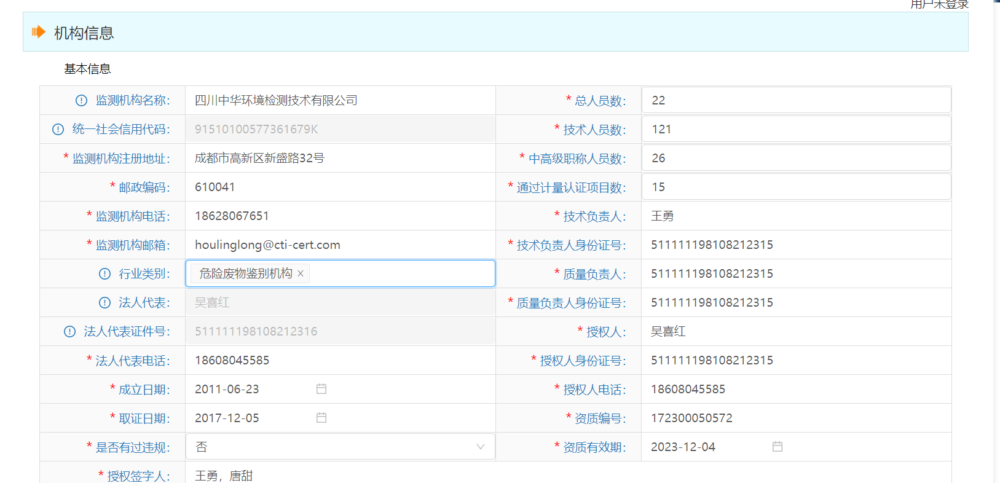 用户未登录
机构信息
基本信息
监测机构名称: 四川中华环境检测技术有限公司 * 总人员数: 22
统一社会信用代码: 91510100577361679K * 技术人员数: 121
* 监测机构注册地址: 成都市高新区新盛路32号 * 中高级职称人员数: 26
* 邮政编码: 610041 * 通过计量认证项目数: 15
* 监测机构电话: 18628067651 * 技术负责人: 王勇
* 监测机构邮箱: houlinglong@cti-cert.com * 技术负责人身份证号: 511111198108212315
行业类别: 危险废物鉴别机构 × * 质量负责人: 511111198108212315
法人代表: 吴喜红 * 质量负责人身份证号: 511111198108212315
法人代表证件号: 511111198108212316 * 授权人: 吴喜红
* 法人代表电话: 18608045585 * 授权人身份证号: 511111198108212315
* 成立日期: 2011-06-23 * 授权人电话: 18608045585
* 取证日期: 2017-12-05 * 资质编号: 172300050572
* 是否有过违规: 否 * 资质有效期: 2023-12-04
* 授权签字人: 王勇，唐甜